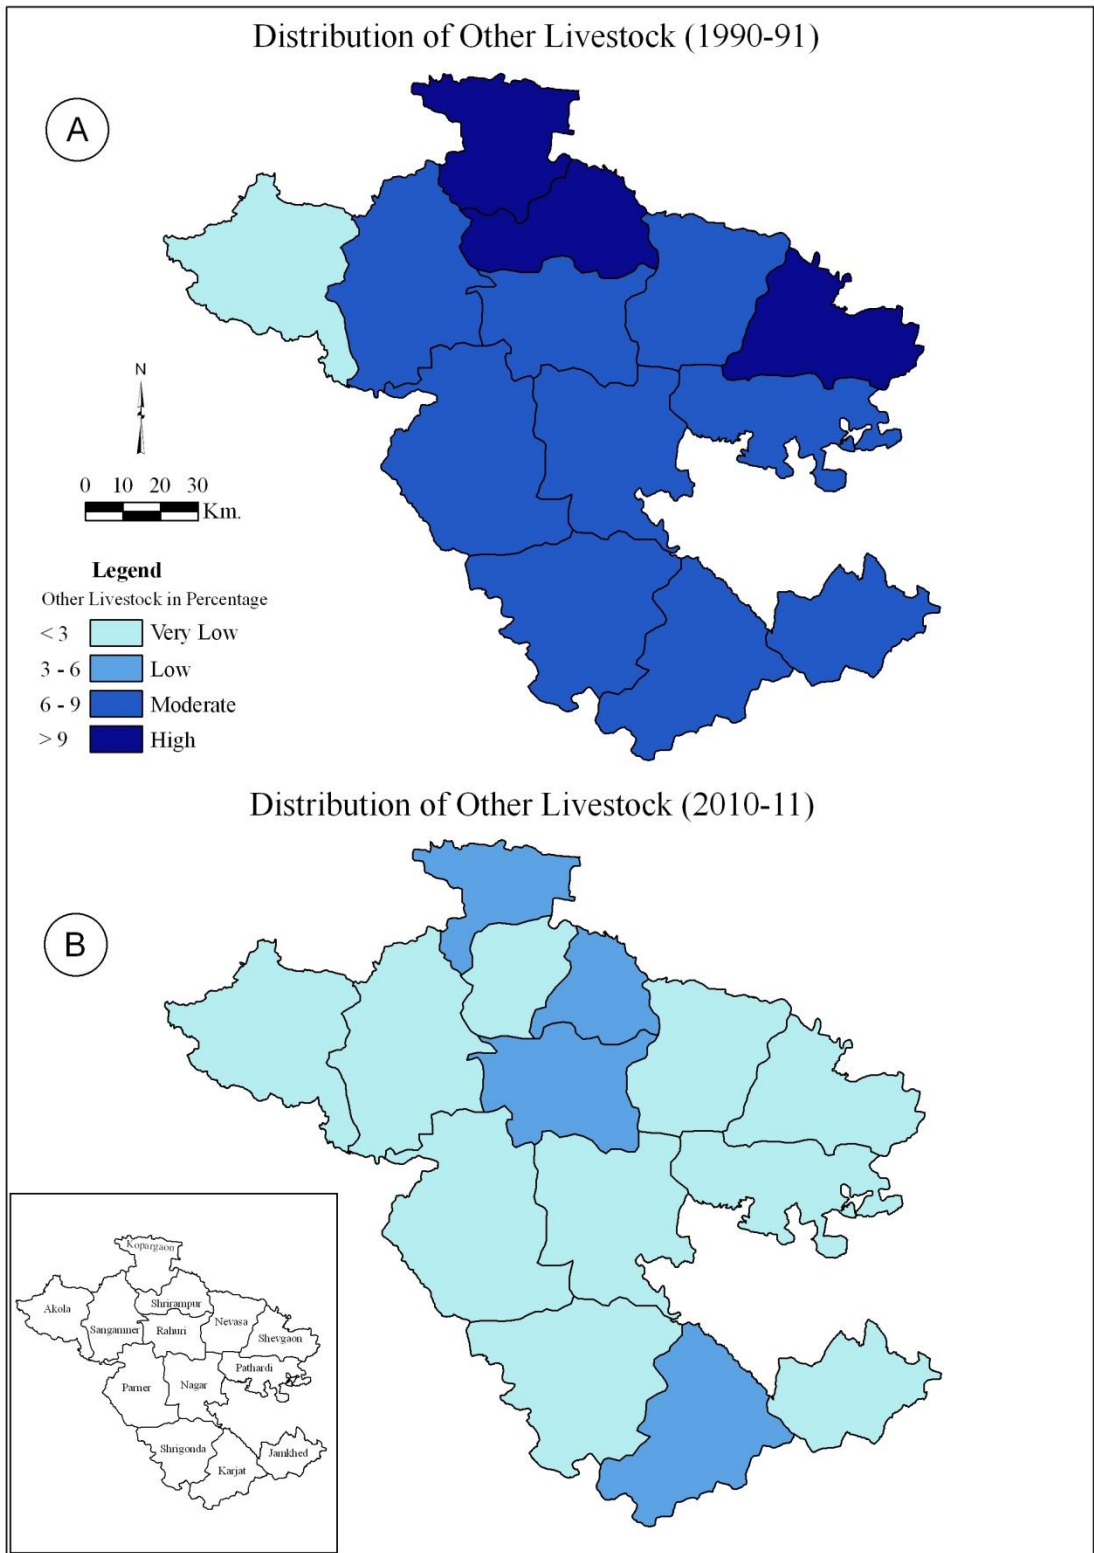 Distribution of Other Livestock (1990-91)
A
N
0 10 20 30
Km.
Legend
Other Livestock in Percentage
< 3 Very Low
3 - 6 Low
6 - 9 Moderate
> 9 High
Distribution of Other Livestock (2010-11)
B
Kopargaon
Akola
Shrirampur
Sangamner
Rahuri
Nevasa
Shevgaon
Pathardi
Parner
Nagar
Shrigonda
Karjat
Jamkhed